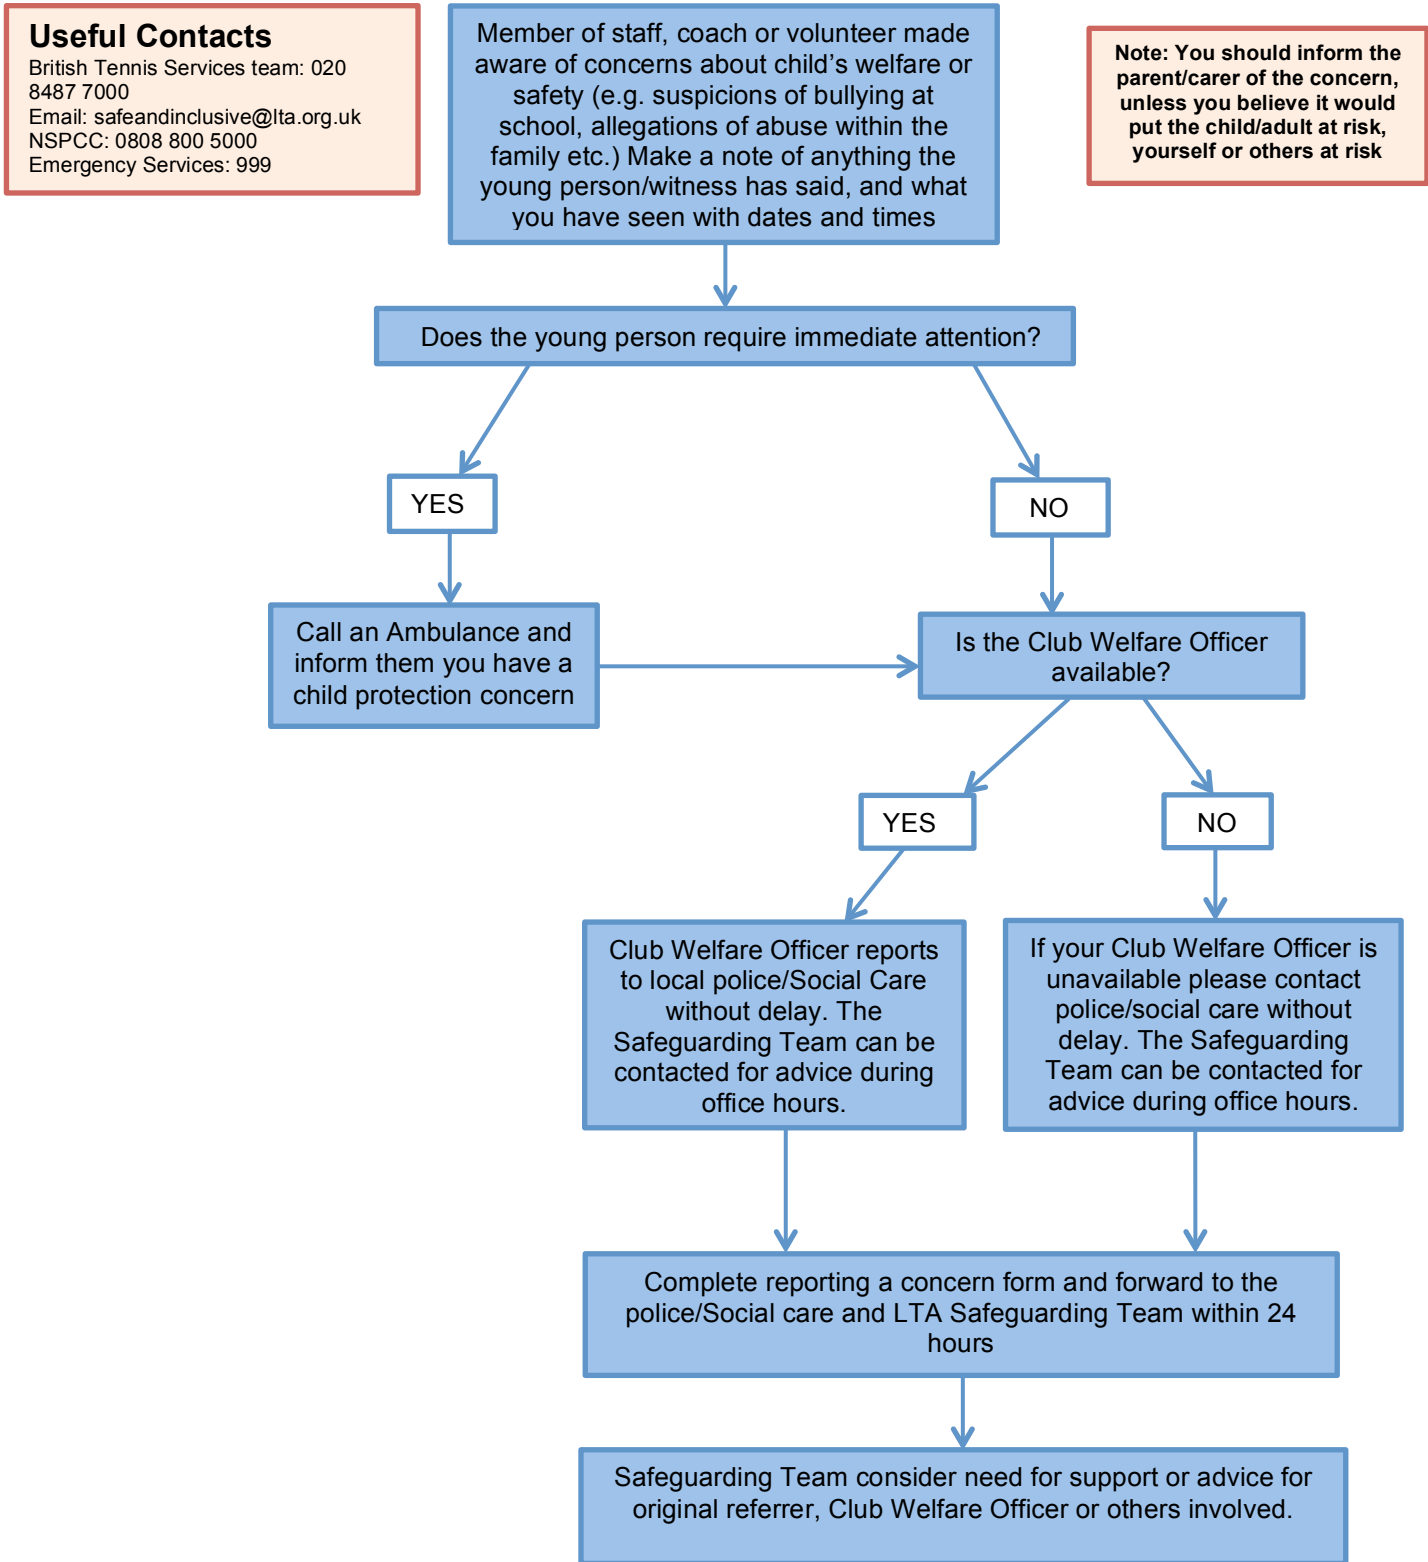 Useful Contacts
British Tennis Services team: 020
8487 7000
Email: safeandinclusive@lta.org.uk
NSPCC: 0808 800 5000
Emergency Services: 999
Member of staff, coach or volunteer made
aware of concerns about child’s welfare or
safety (e.g. suspicions of bullying at
school, allegations of abuse within the
family etc.) Make a note of anything the
young person/witness has said, and what
you have seen with dates and times
Note: You should inform the
parent/carer of the concern,
unless you believe it would
put the child/adult at risk,
yourself or others at risk
Does the young person require immediate attention?
YES
NO
Call an Ambulance and
inform them you have a
child protection concern
Is the Club Welfare Officer
available?
YES
NO
Club Welfare Officer reports
to local police/Social Care
without delay. The
Safeguarding Team can be
contacted for advice during
office hours.
If your Club Welfare Officer is
unavailable please contact
police/social care without
delay. The Safeguarding
Team can be contacted for
advice during office hours.
Complete reporting a concern form and forward to the
police/Social care and LTA Safeguarding Team within 24
hours
Safeguarding Team consider need for support or advice for
original referrer, Club Welfare Officer or others involved.